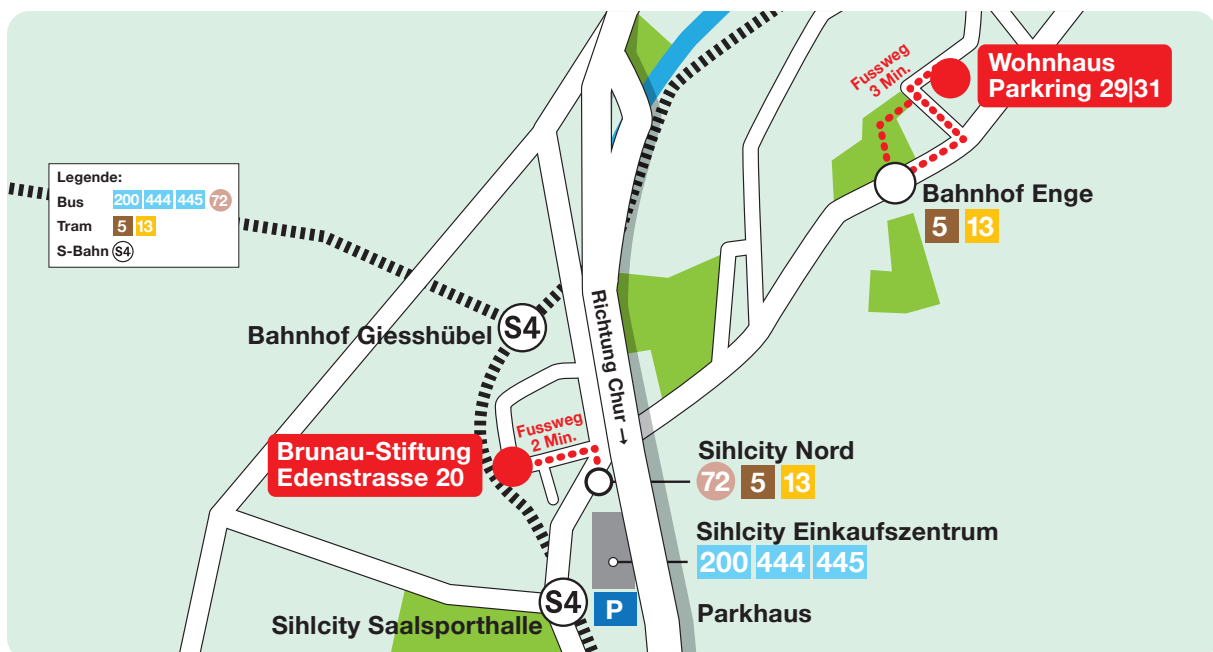 Wohnhaus
Parkring 29|31
Fussweg
3 Min.
Bahnhof Enge
5 13
Legende:
Bus 200 444 445 72
Tram 5 13
S-Bahn S4
Bahnhof Giesshübel
S4
Richtung Chur →
Fussweg
2 Min.
Brunau-Stiftung
Edenstrasse 20
Sihlcity Nord
72 5 13
Sihlcity Einkaufszentrum
200 444 445
S4
P
Parkhaus
Sihlcity Saalsporthalle